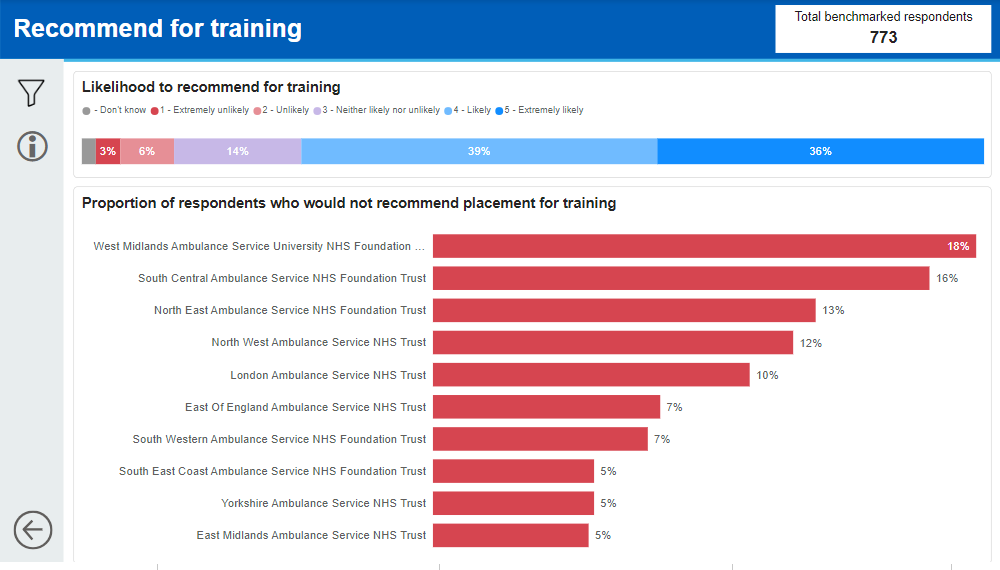 Recommend for training
Total benchmarked respondents
773
Likelihood to recommend for training
- Don't know 1 - Extremely unlikely 2 - Unlikely 3 - Neither likely nor unlikely 4 - Likely 5 - Extremely likely
3% 6% 14% 39% 36%
Proportion of respondents who would not recommend placement for training
West Midlands Ambulance Service University NHS Foundation ... 18%
South Central Ambulance Service NHS Foundation Trust 16%
North East Ambulance Service NHS Foundation Trust 13%
North West Ambulance Service NHS Trust 12%
London Ambulance Service NHS Trust 10%
East Of England Ambulance Service NHS Trust 7%
South Western Ambulance Service NHS Foundation Trust 7%
South East Coast Ambulance Service NHS Foundation Trust 5%
Yorkshire Ambulance Service NHS Trust 5%
East Midlands Ambulance Service NHS Trust 5%